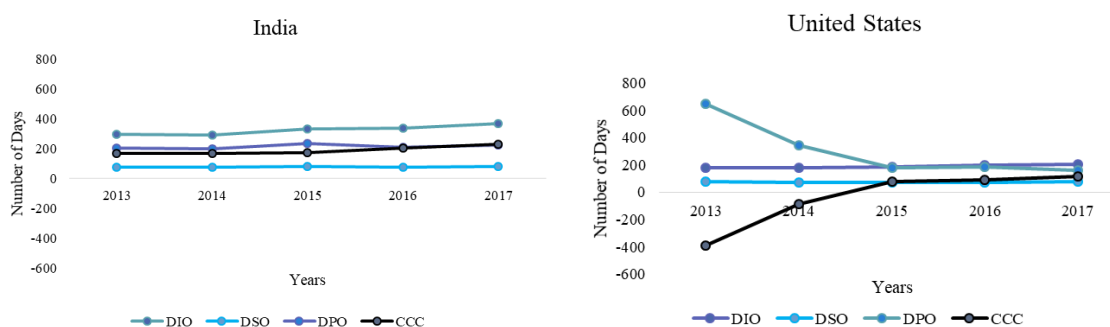 India
800
600
400
200
0
-200
-400
-600
Number of Days
2013 2014 2015 2016 2017
Years
DIO DSO DPO CCC
United States
800
600
400
200
0
-200
-400
-600
Number of Days
2013 2014 2015 2016 2017
Years
DIO DSO DPO CCC